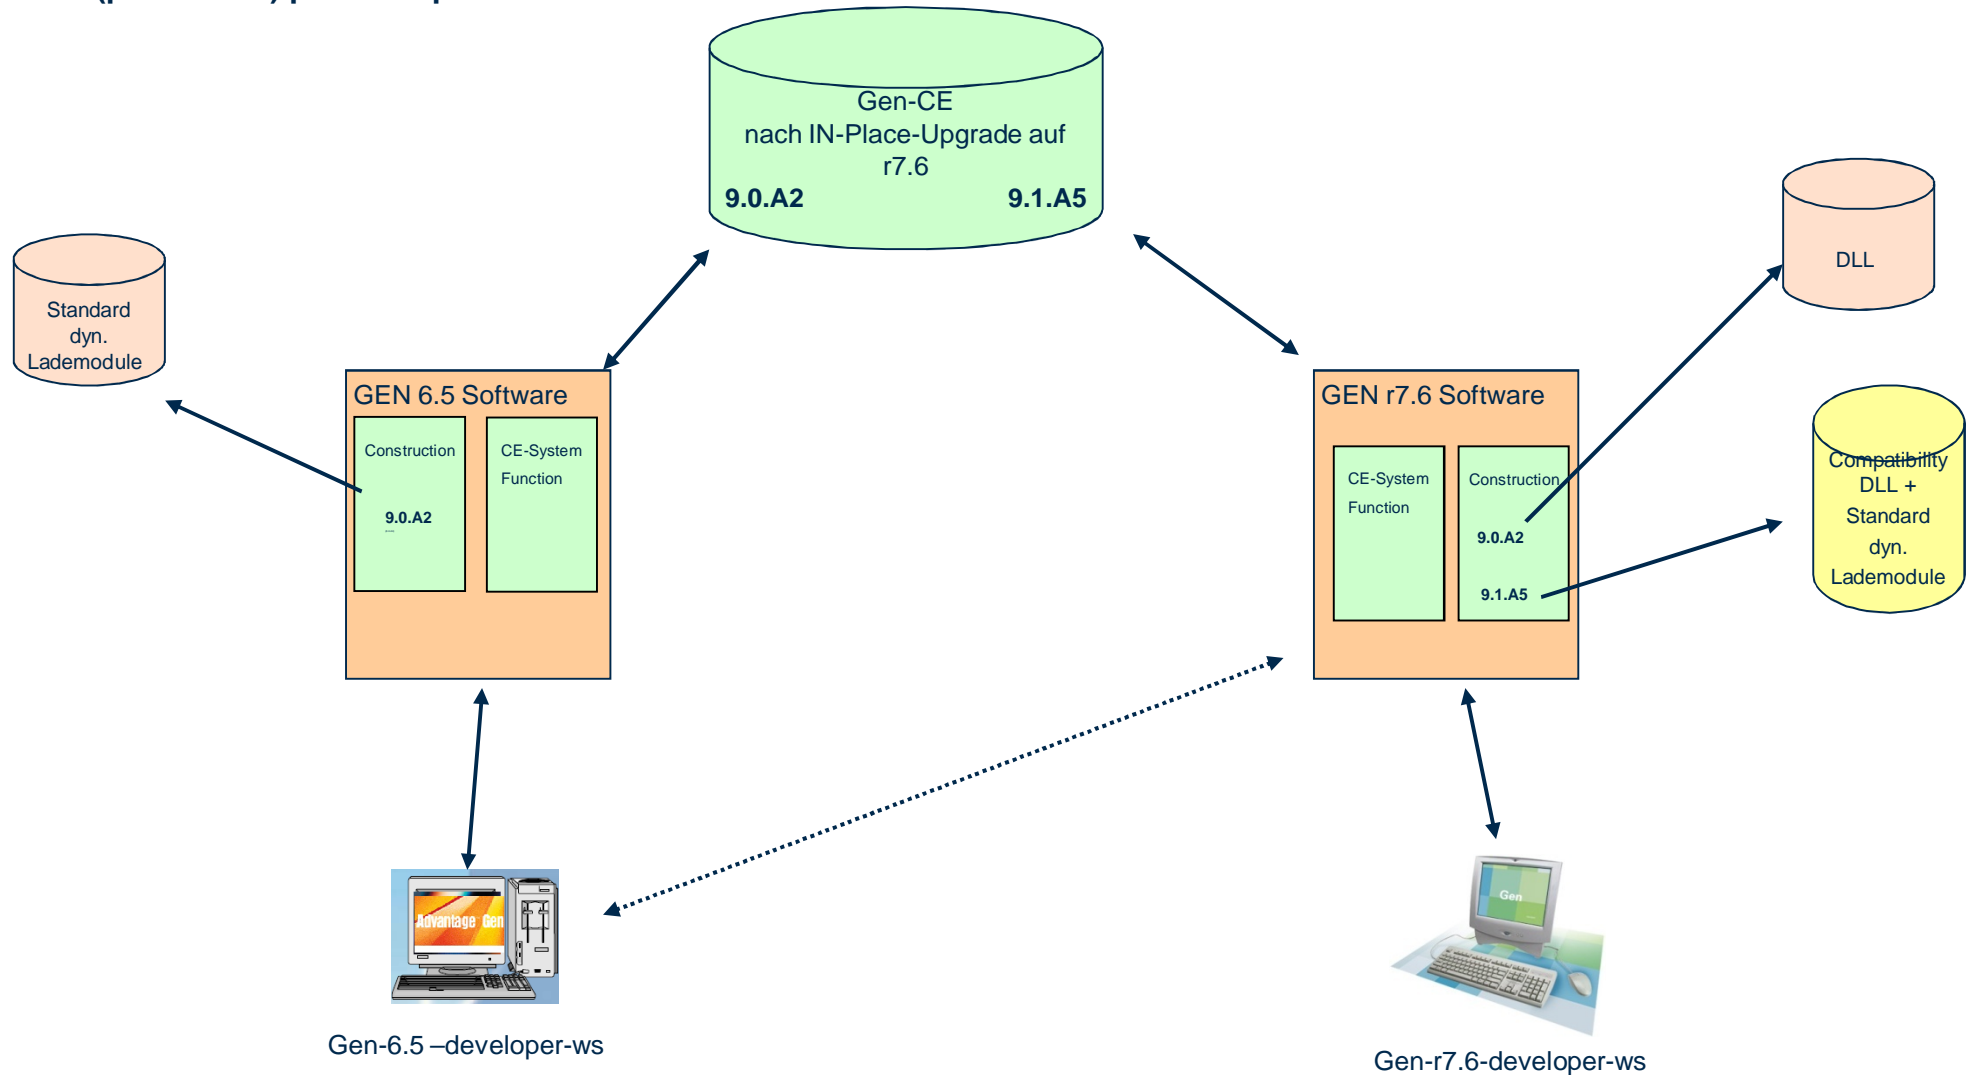 Gen-CE
nach IN-Place-Upgrade auf
r7.6
9.0.A2 9.1.A5
DLL
Standard
dyn.
Lademodule
GEN 6.5 Software
Construction
9.0.A2
CE-System
Function
GEN r7.6 Software
CE-System
Function
Construction
9.0.A2
9.1.A5
Compatibility
DLL +
Standard
dyn.
Lademodule
Advantage Gen
Gen
Gen-6.5 –developer-ws
Gen-r7.6-developer-ws